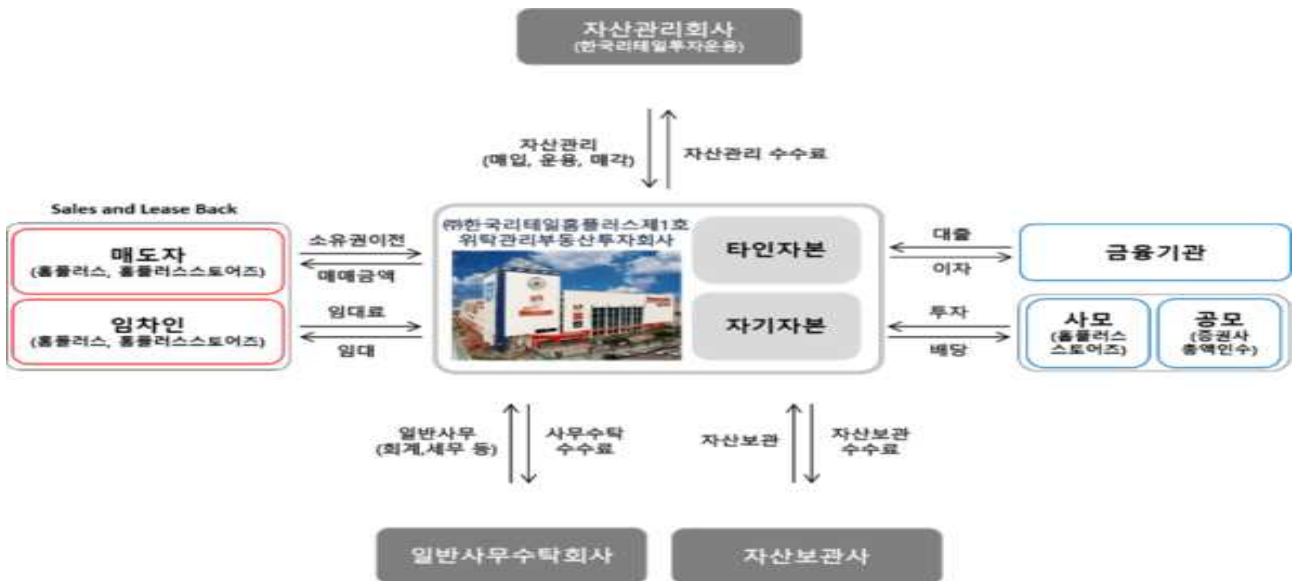 자산관리회사
(한국리테일투자운용)
자산관리
(매입, 운용, 매각)
자산관리 수수료
Sales and Lease Back
매도자
(홈플러스, 홈플러스스토어즈)
임차인
(홈플러스, 홈플러스스토어즈)
소유권이전
매매금액
임대료
임대
㈜한국리테일홈플러스제1호
위탁관리부동산투자회사
타인자본
자기자본
대출
이자
투자
배당
금융기관
사모
(홈플러스
스토어즈)
공모
(증권사
총액인수)
일반사무
(회계,세무 등)
사무수탁
수수료
자산보관
자산보관
수수료
일반사무수탁회사
자산보관사